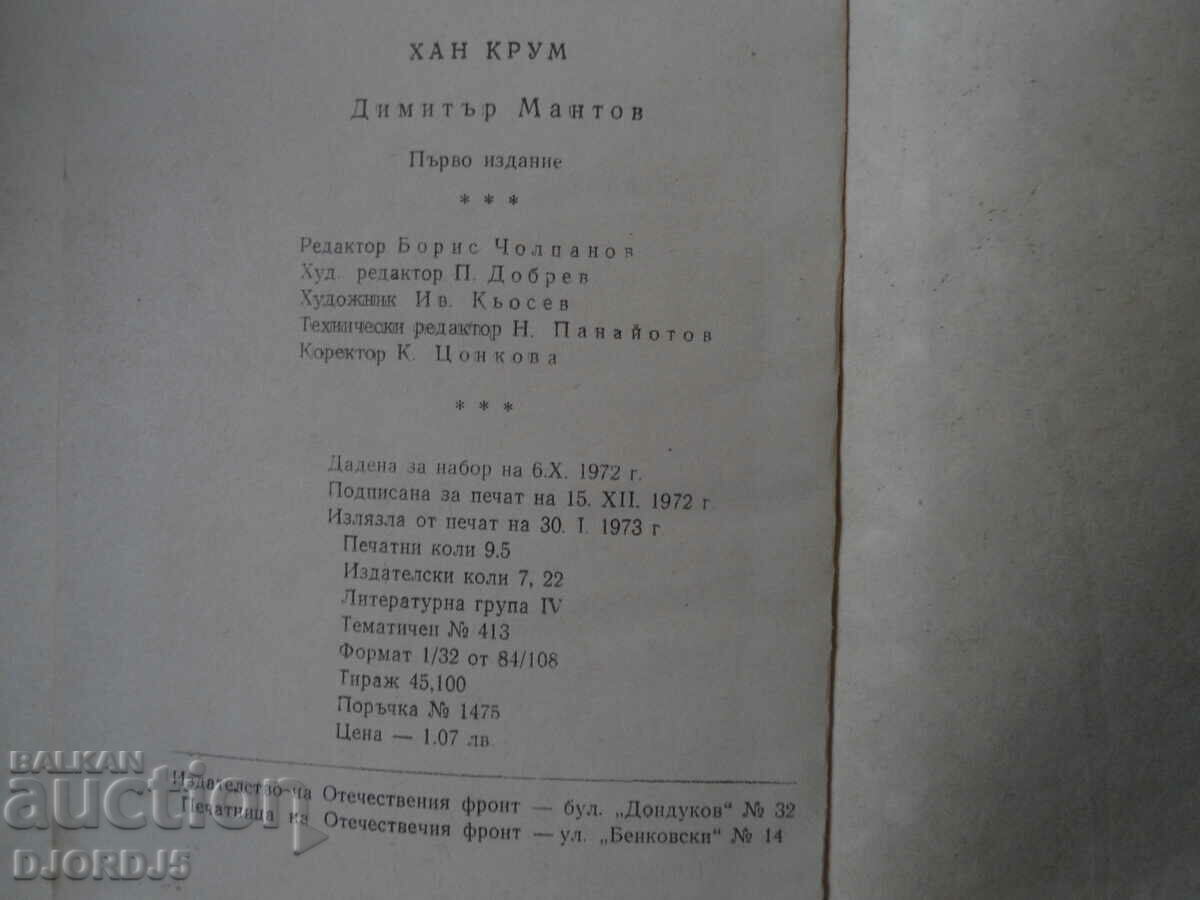 ХАН КРУМ
Димитър Мантов
Първо издание
* * *
Редактор Борис Чолпанов
Худ. редактор П. Добрев
Художник Ив. Кьосев
Технически редактор Н. Панайотов
Коректор К. Цонкова
* * *
Дадена за набор на 6.X. 1972 г.
Подписана за печат на 15. XII. 1972 г.
Излязла от печат на 30. I. 1973 г.
Печатни коли 9.5
Издателски коли 7, 22
Литературна група IV
Тематичен № 413
Формат 1/32 от 84/108
Тираж 45,100
Поръчка № 1475
Цена — 1.07 лв.
Издателство на Отечествения фронт — бул. „Дондуков“ № 32
Печатница на Отечествечия фронт — ул. „Бенковски“ № 14
BALKAN
auction
DJORDJ5